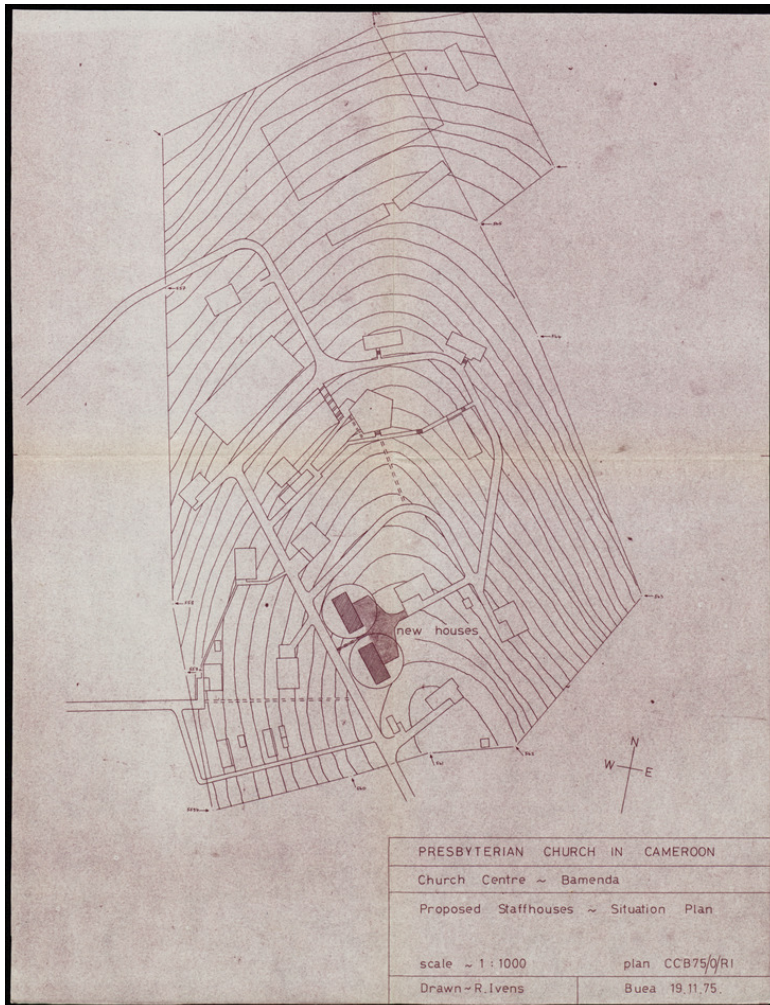 new houses
N
W E
S
PRESBYTERIAN CHURCH IN CAMEROON
Church Centre ~ Bamenda
Proposed Staffhouses ~ Situation Plan
scale ~ 1 : 1000 plan CCB75/0/RI
Drawn ~ R. Ivens Buea 19.11.75.